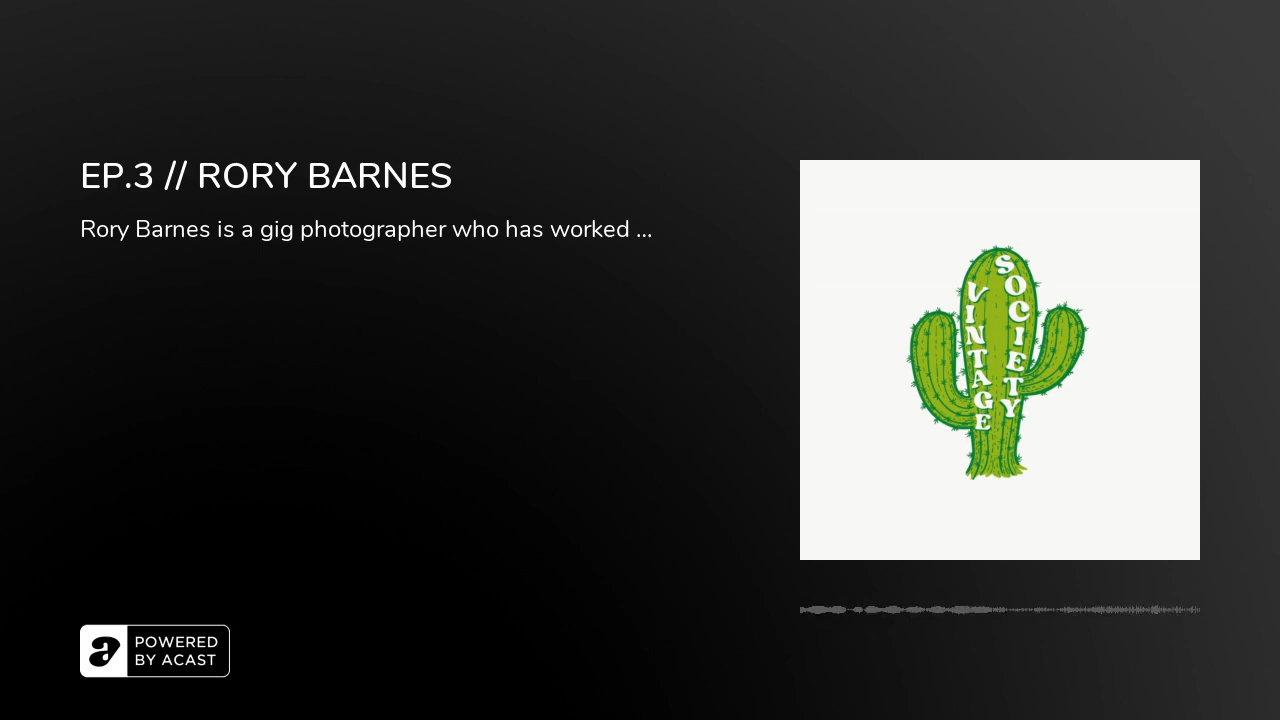 EP.3 // RORY BARNES
Rory Barnes is a gig photographer who has worked ...
VINTAGE
SOCIETY
a POWERED
BY ACAST